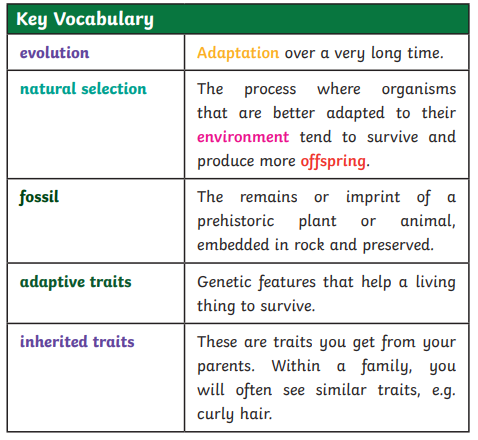 Key Vocabulary
evolution
Adaptation over a very long time.
natural selection
The process where organisms
that are better adapted to their
environment tend to survive and
produce more offspring.
fossil
The remains or imprint of a
prehistoric plant or animal,
embedded in rock and preserved.
adaptive traits
Genetic features that help a living
thing to survive.
inherited traits
These are traits you get from your
parents. Within a family, you
will often see similar traits, e.g.
curly hair.